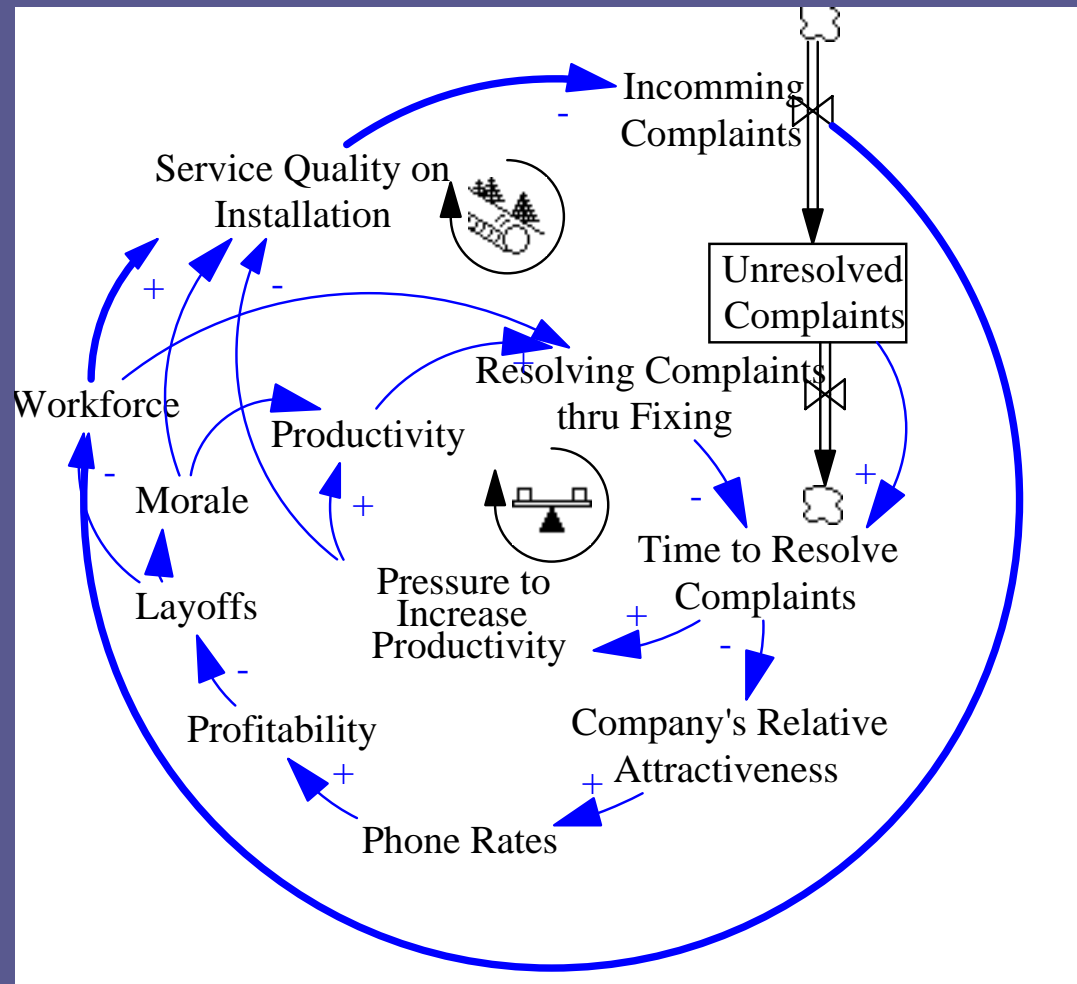 Incomming
Complaints
-
Service Quality on
Installation
Unresolved
Complaints
+
-
+
Resolving Complaints
thru Fixing
Workforce
Productivity
-
Morale
+
-
+
Time to Resolve
Complaints
Pressure to
Increase
Productivity
Layoffs
+
-
-
Profitability
Company's Relative
Attractiveness
+
+
Phone Rates